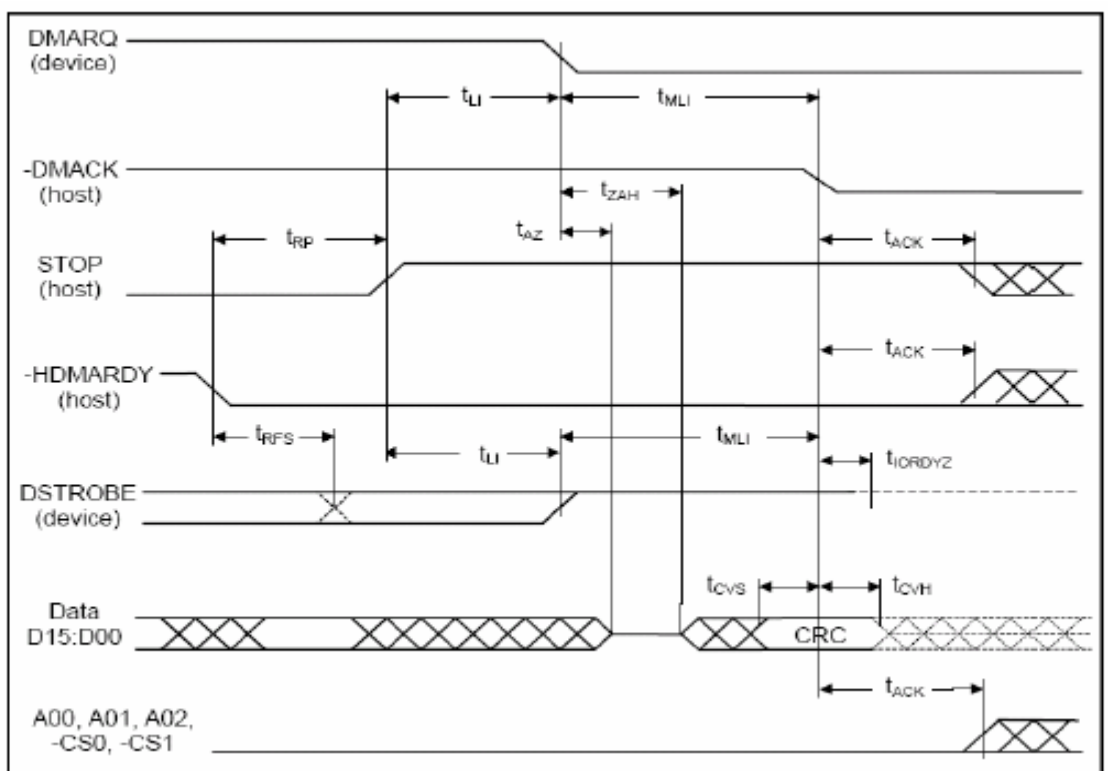 DMARQ
(device)
tLI
tMLI
-DMACK
(host)
tZAH
tAZ
tRP
tACK
STOP
(host)
tACK
-HDMARDY
(host)
tRFS
tLI
tMLI
tIORDYZ
DSTROBE
(device)
tCVS
tCVH
Data
D15:D00
CRC
tACK
A00, A01, A02,
-CS0, -CS1